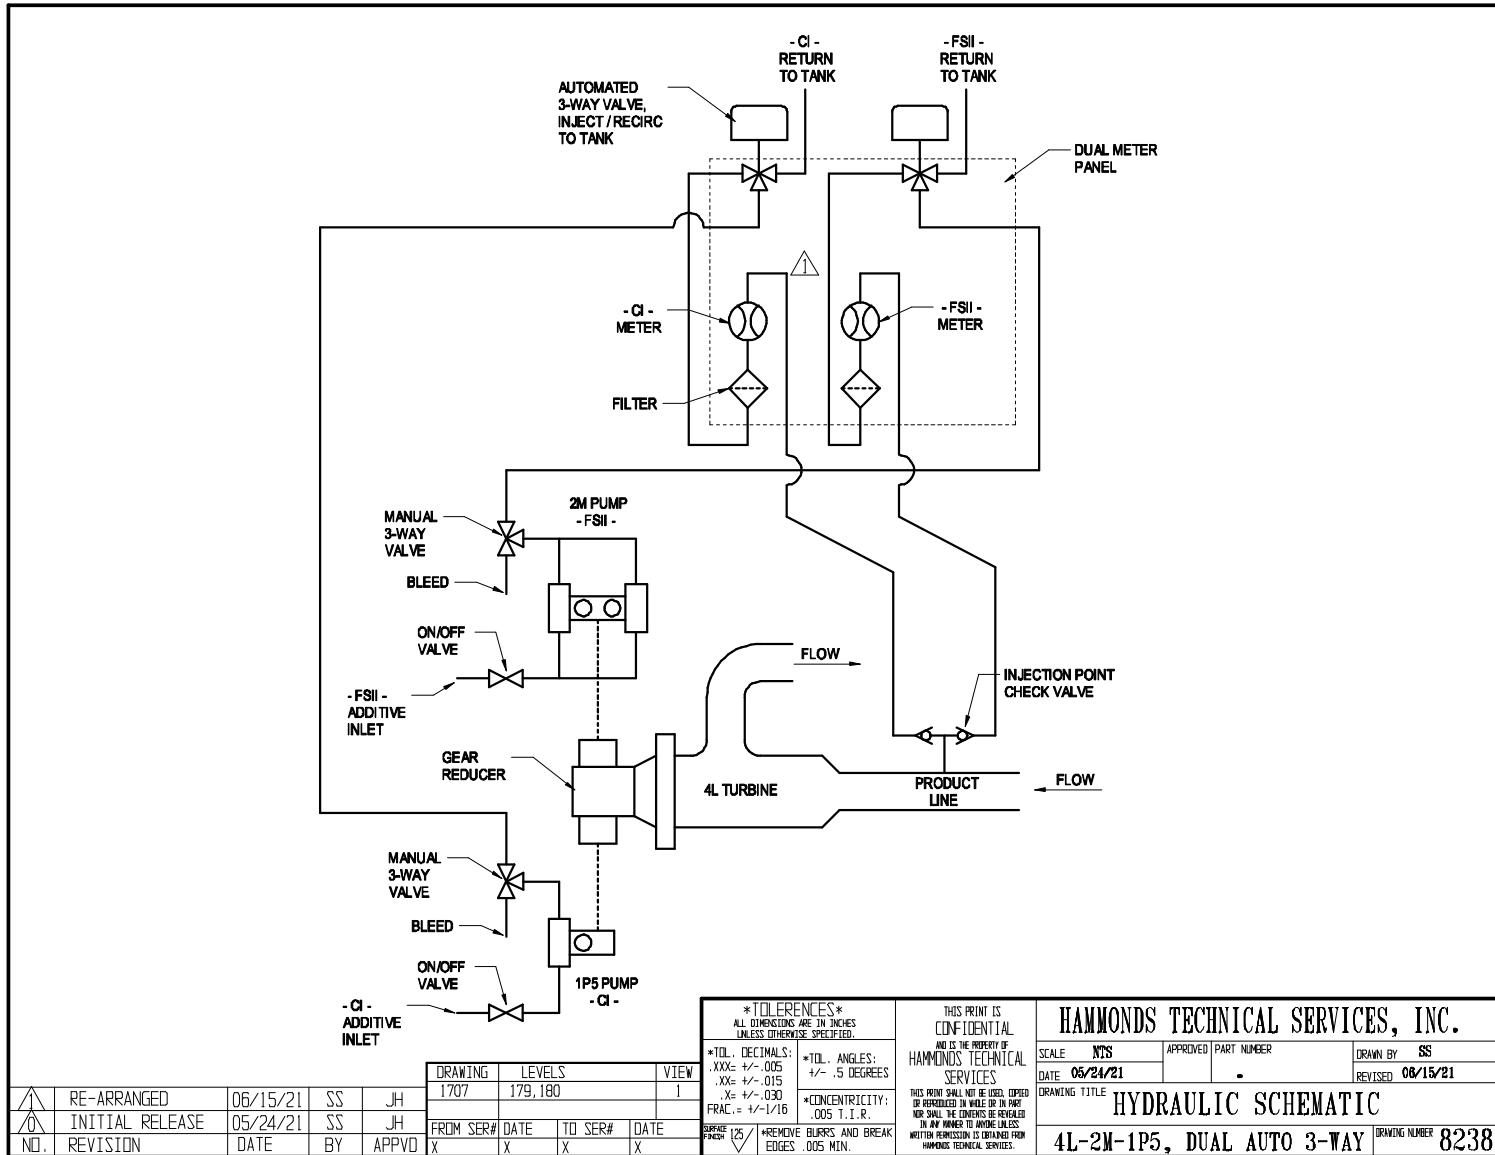 - CI -
RETURN
TO TANK
- FSII -
RETURN
TO TANK
AUTOMATED
3-WAY VALVE,
INJECT / RECIRC
TO TANK
DUAL METER
PANEL
1
- CI -
METER
- FSII -
METER
FILTER
2M PUMP
- FSII -
MANUAL
3-WAY
VALVE
BLEED
ON/OFF
VALVE
- FSII -
ADDITIVE
INLET
FLOW
INJECTION POINT
CHECK VALVE
GEAR
REDUCER
4L TURBINE
PRODUCT
LINE
FLOW
MANUAL
3-WAY
VALVE
BLEED
ON/OFF
VALVE
1P5 PUMP
- CI -
- CI -
ADDITIVE
INLET
1 RE-ARRANGED 06/15/21 SS JH
0 INITIAL RELEASE 05/24/21 SS JH
NO. REVISION DATE BY APPVD
DRAWING LEVELS VIEW
1707 179,180 1
FROM SER# DATE TO SER# DATE
X X X X
*TOLERENCES*
ALL DIMENSIONS ARE IN INCHES
UNLESS OTHERWISE SPECIFIED.
*TOL. DECIMALS:
.XXX= +/-.005
.XX= +/-.015
.X= +/-.030
FRAC.= +/-1/16
*TOL. ANGLES:
+/- .5 DEGREES
*CONCENTRICITY:
.005 T.I.R.
SURFACE
FINISH 125
*REMOVE BURRS AND BREAK
EDGES .005 MIN.
THIS PRINT IS
CONFIDENTIAL
AND IS THE PROPERTY OF
HAMMONDS TECHNICAL
SERVICES
THIS PRINT SHALL NOT BE USED, COPIED
OR REPRODUCED IN WHOLE OR IN PART
NOR SHALL THE CONTENTS BE REVEALED
IN ANY MANNER TO ANYONE UNLESS
WRITTEN PERMISSION IS OBTAINED FROM
HAMMONDS TECHNICAL SERVICES.
HAMMONDS TECHNICAL SERVICES, INC.
SCALE NTS
APPROVED
PART NUMBER
-
DRAWN BY SS
DATE 05/24/21
REVISED 06/15/21
DRAWING TITLE
HYDRAULIC SCHEMATIC
4L-2M-1P5, DUAL AUTO 3-WAY
DRAWING NUMBER 8238